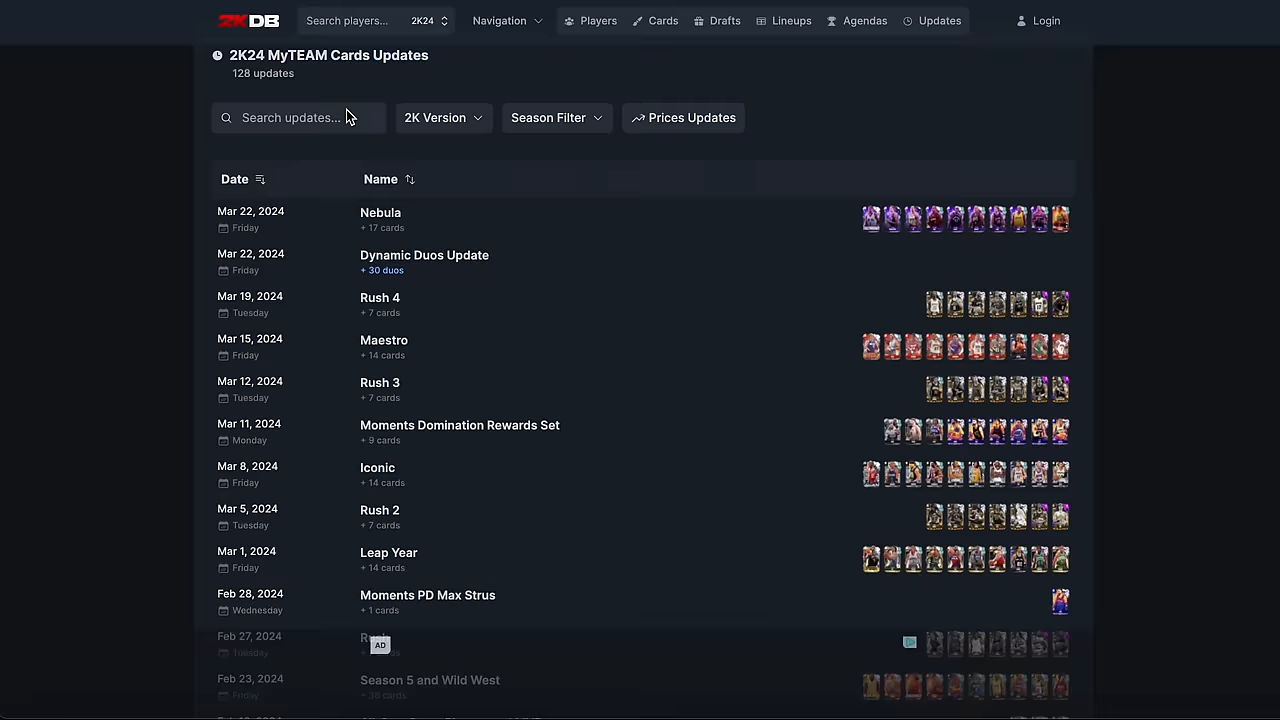 2KDB Search players... 2K24 Navigation Players Cards Drafts Lineups Agendas Updates Login
2K24 MyTEAM Cards Updates
128 updates
Search updates... 2K Version Season Filter Prices Updates
Date Name
Mar 22, 2024 Nebula
Friday + 17 cards
Mar 22, 2024 Dynamic Duos Update
Friday + 30 duos
Mar 19, 2024 Rush 4
Tuesday + 7 cards
Mar 15, 2024 Maestro
Friday + 14 cards
Mar 12, 2024 Rush 3
Tuesday + 7 cards
Mar 11, 2024 Moments Domination Rewards Set
Monday + 9 cards
Mar 8, 2024 Iconic
Friday + 14 cards
Mar 5, 2024 Rush 2
Tuesday + 7 cards
Mar 1, 2024 Leap Year
Friday + 14 cards
Feb 28, 2024 Moments PD Max Strus
Wednesday + 1 cards
Feb 27, 2024
Tuesday AD
Feb 23, 2024 Season 5 and Wild West
Friday + 36 cards